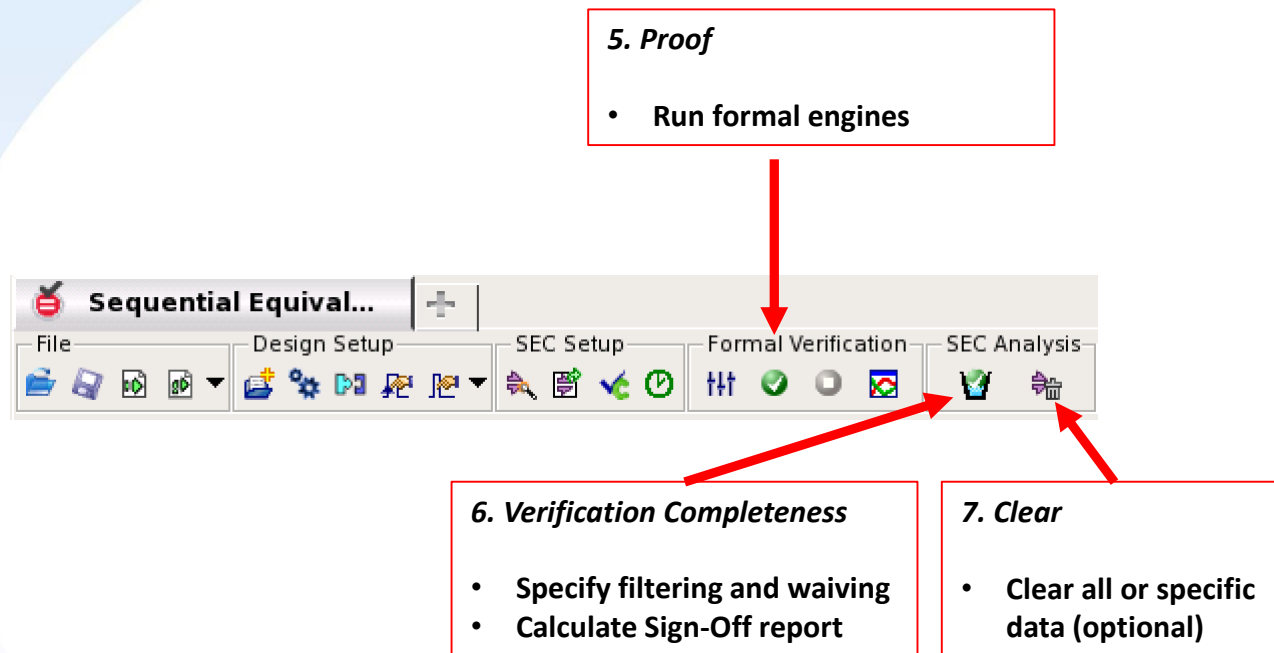 5. Proof
• Run formal engines
Sequential Equival...
File
Design Setup
SEC Setup
Formal Verification
SEC Analysis
6. Verification Completeness
• Specify filtering and waiving
• Calculate Sign-Off report
7. Clear
• Clear all or specific
data (optional)